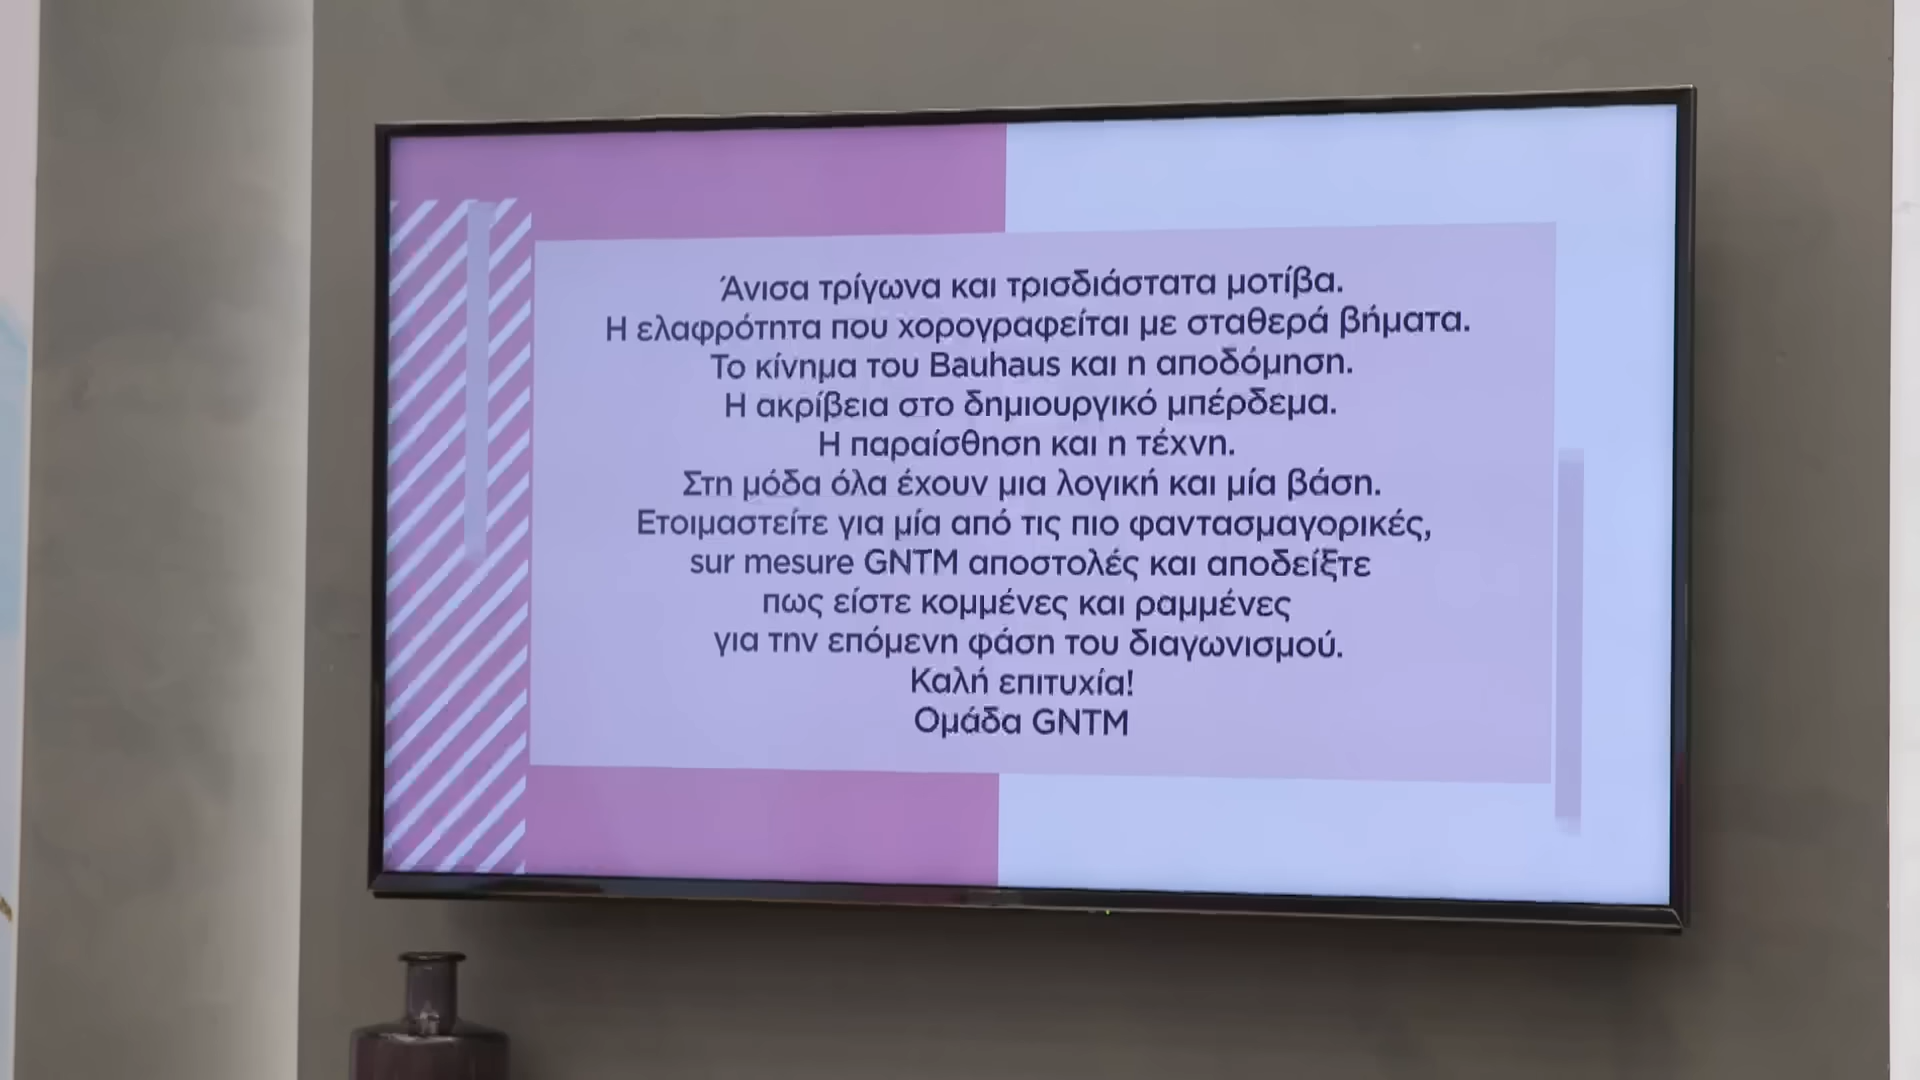 Άνισα τρίγωνα και τρισδιάστατα μοτίβα.
Η ελαφρότητα που χορογραφείται με σταθερά βήματα.
Το κίνημα του Bauhaus και η αποδόμηση.
Η ακρίβεια στο δημιουργικό μπέρδεμα.
Η παραίσθηση και η τέχνη.
Στη μόδα όλα έχουν μια λογική και μία βάση.
Ετοιμαστείτε για μία από τις πιο φαντασμαγορικές,
sur mesure GNTM αποστολές και αποδείξτε
πως είστε κομμένες και ραμμένες
για την επόμενη φάση του διαγωνισμού.
Καλή επιτυχία!
Ομάδα GNTM